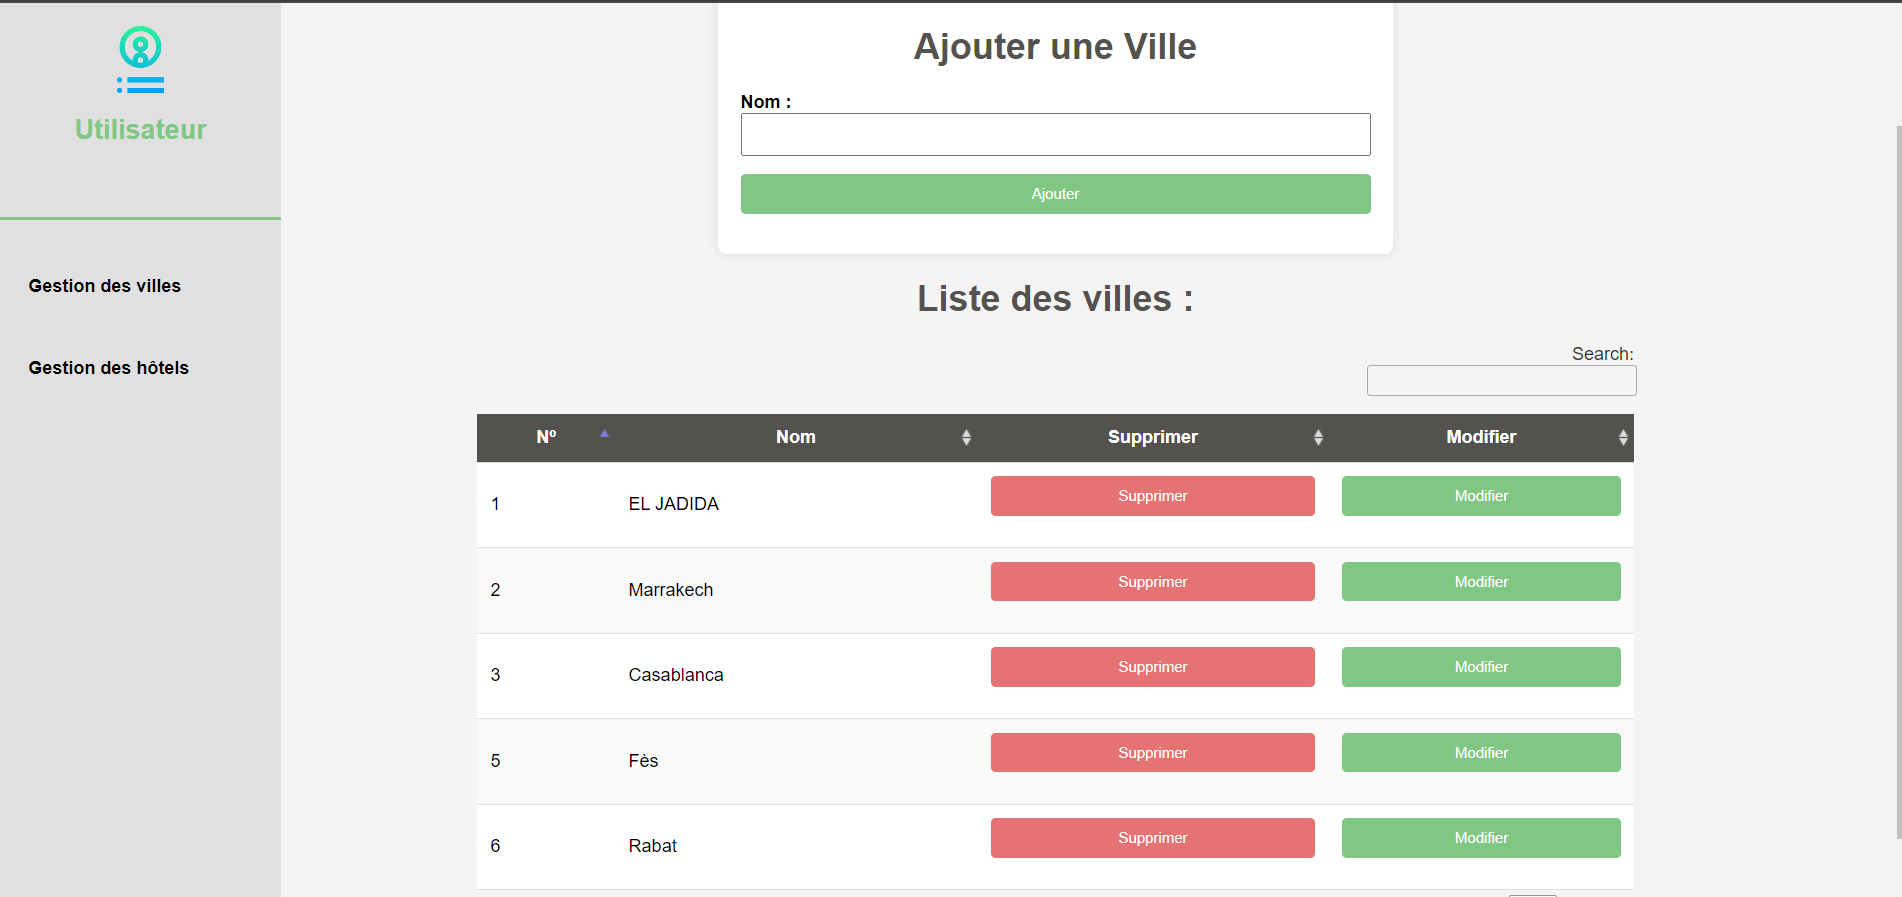 Utilisateur
Gestion des villes
Gestion des hôtels
Ajouter une Ville
Nom :
Ajouter
Liste des villes :
Search:
Nº Nom Supprimer Modifier
1 EL JADIDA Supprimer Modifier
2 Marrakech Supprimer Modifier
3 Casablanca Supprimer Modifier
5 Fès Supprimer Modifier
6 Rabat Supprimer Modifier